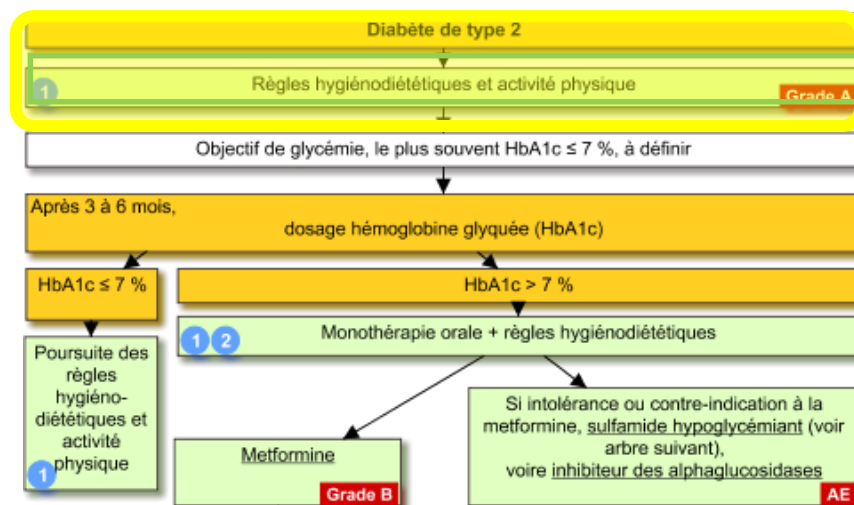 Diabète de type 2
1
Règles hygiénodiététiques et activité physique
Grade A
Objectif de glycémie, le plus souvent HbA1c ≤ 7 %, à définir
Après 3 à 6 mois,
dosage hémoglobine glyquée (HbA1c)
HbA1c ≤ 7 %
HbA1c > 7 %
1 2
Monothérapie orale + règles hygiénodiététiques
Poursuite des
règles
hygiéno-
diététiques et
activité
physique
1
Metformine
Grade B
Si intolérance ou contre-indication à la
metformine, sulfamide hypoglycémiant (voir
arbre suivant),
voire inhibiteur des alphaglucosidases
AE